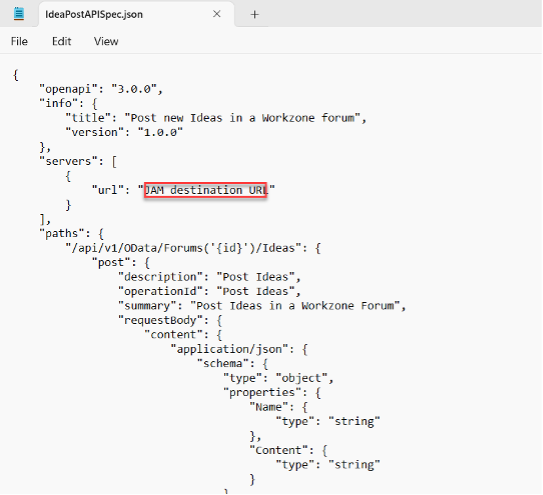 IdeaPostAPISpec.json
File Edit View
{
"openapi": "3.0.0",
"info": {
"title": "Post new Ideas in a Workzone forum",
"version": "1.0.0"
},
"servers": [
{
"url": "JAM destination URL"
}
],
"paths": {
"/api/v1/OData/Forums('{id}')/Ideas": {
"post": {
"description": "Post Ideas",
"operationId": "Post Ideas",
"summary": "Post Ideas in a Workzone Forum",
"requestBody": {
"content": {
"application/json": {
"schema": {
"type": "object",
"properties": {
"Name": {
"type": "string"
},
"Content": {
"type": "string"
}
}